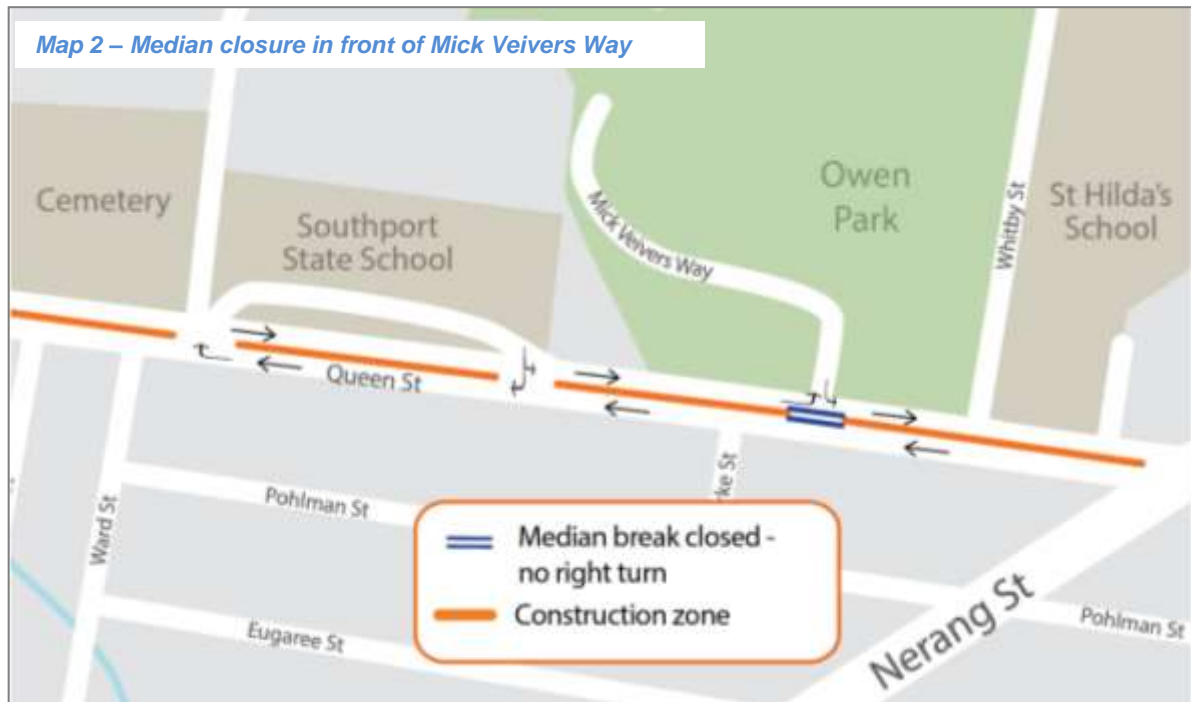 Map 2 – Median closure in front of Mick Veivers Way
Cemetery
Southport
State School
Mick Veivers Way
Owen
Park
Whitby St
St Hilda's
School
Queen St
Ward St
Pohlman St
rke St
Median break closed -
no right turn
Construction zone
Eugaree St
Nerang St
Pohlman St